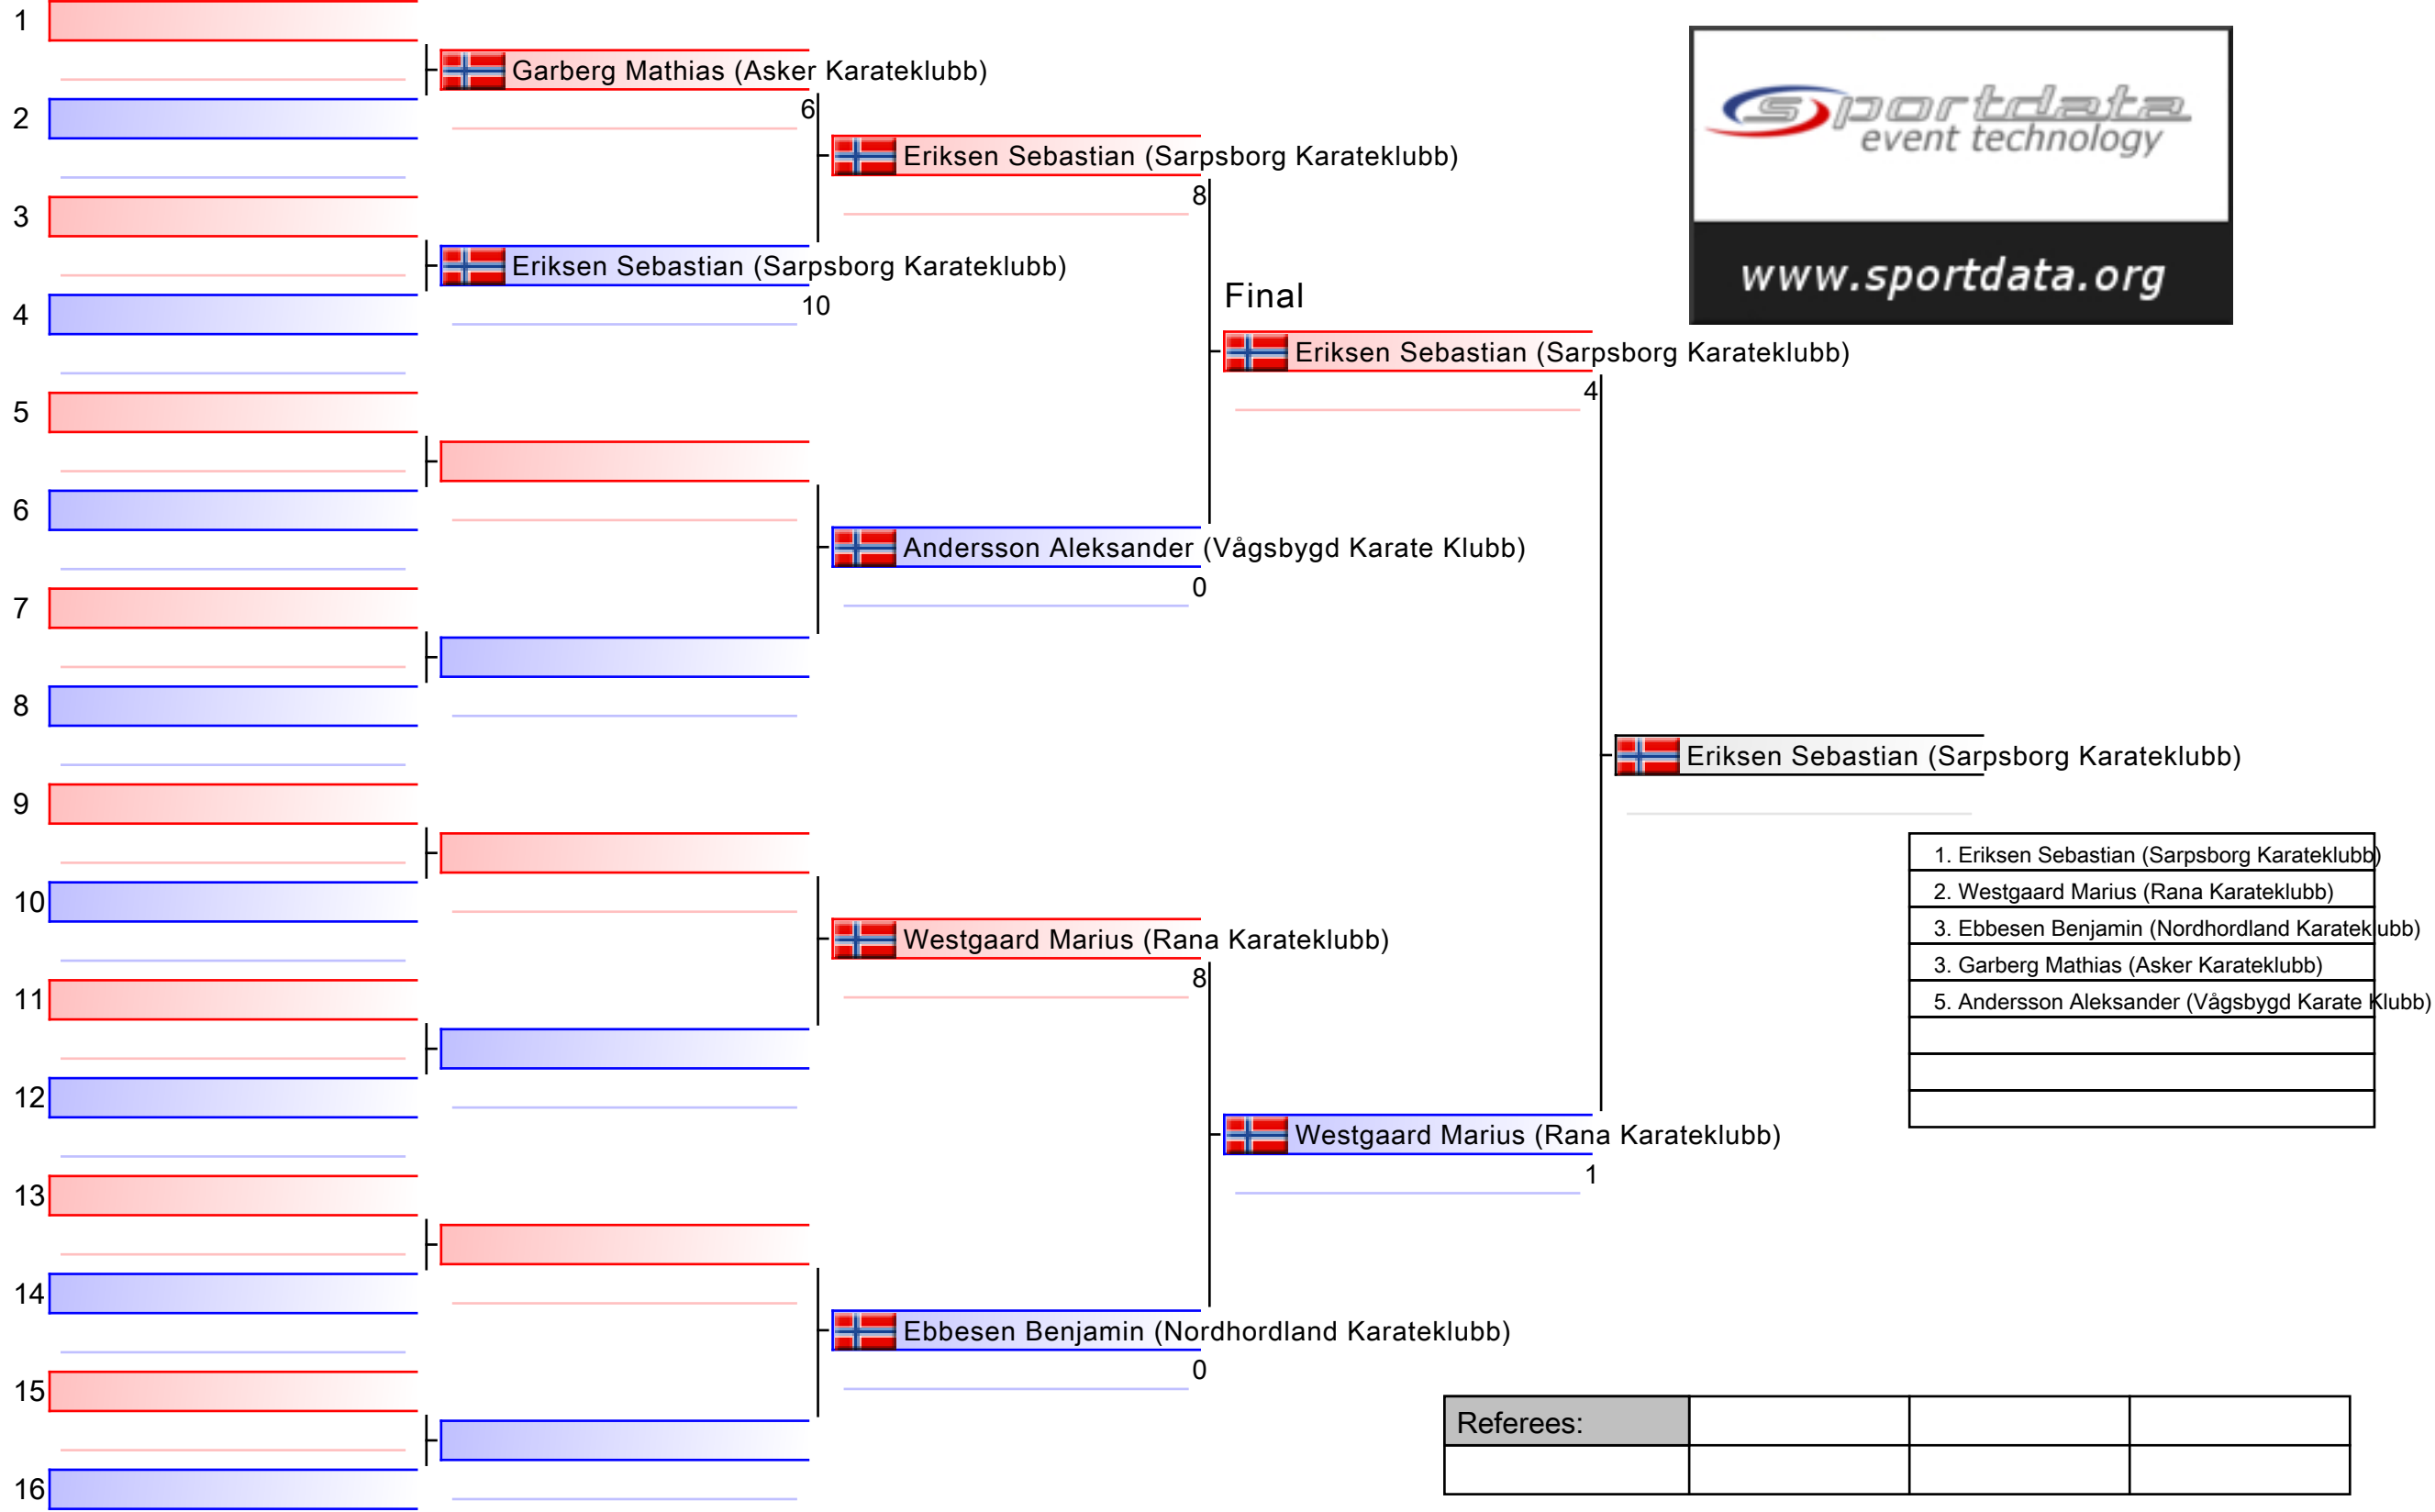 1
Garberg Mathias (Asker Karateklubb)
6
2
Eriksen Sebastian (Sarpsborg Karateklubb)
8
3
Eriksen Sebastian (Sarpsborg Karateklubb)
10
4
Final
Eriksen Sebastian (Sarpsborg Karateklubb)
4
sportdata
event technology
www.sportdata.org
5
6
Andersson Aleksander (Vågsbygd Karate Klubb)
0
7
8
Eriksen Sebastian (Sarpsborg Karateklubb)
9
10
Westgaard Marius (Rana Karateklubb)
8
11
12
Westgaard Marius (Rana Karateklubb)
1
1. Eriksen Sebastian (Sarpsborg Karateklubb)
2. Westgaard Marius (Rana Karateklubb)
3. Ebbesen Benjamin (Nordhordland Karateklubb)
3. Garberg Mathias (Asker Karateklubb)
5. Andersson Aleksander (Vågsbygd Karate Klubb)
13
14
Ebbesen Benjamin (Nordhordland Karateklubb)
0
15
16
Referees: